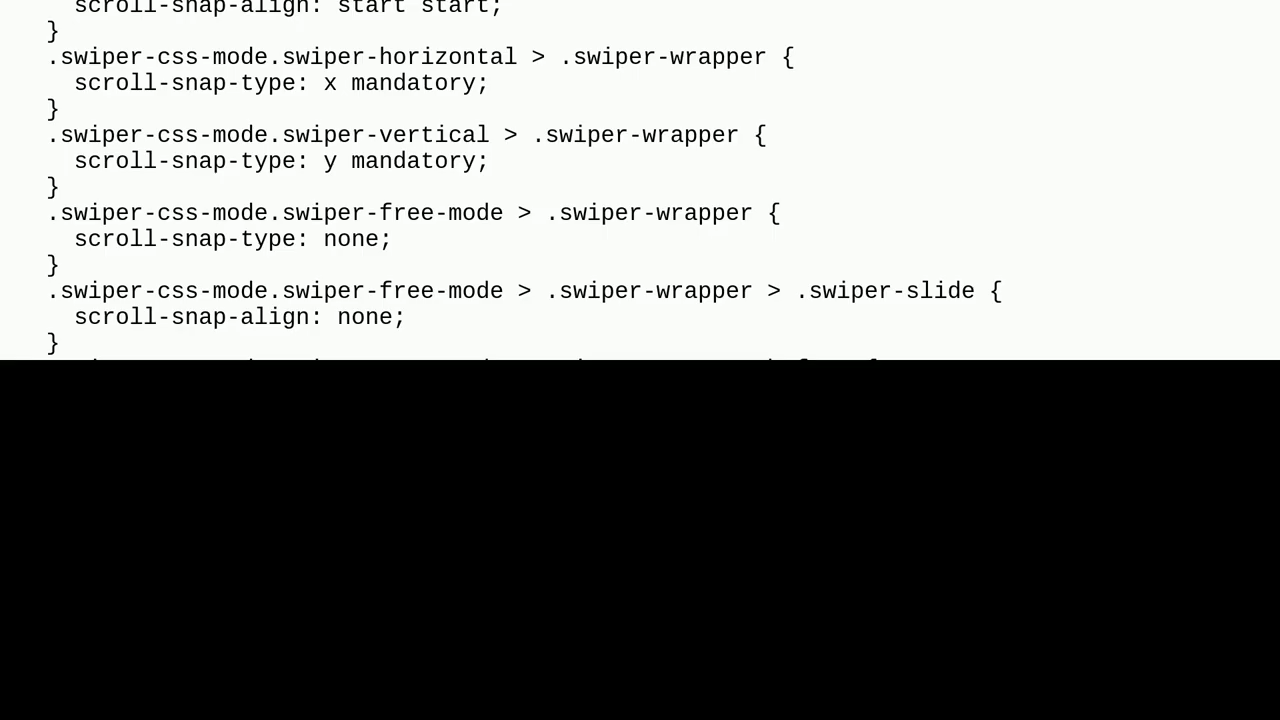 scroll-snap-align: start start;
}
.swiper-css-mode.swiper-horizontal > .swiper-wrapper {
  scroll-snap-type: x mandatory;
}
.swiper-css-mode.swiper-vertical > .swiper-wrapper {
  scroll-snap-type: y mandatory;
}
.swiper-css-mode.swiper-free-mode > .swiper-wrapper {
  scroll-snap-type: none;
}
.swiper-css-mode.swiper-free-mode > .swiper-wrapper > .swiper-slide {
  scroll-snap-align: none;
}